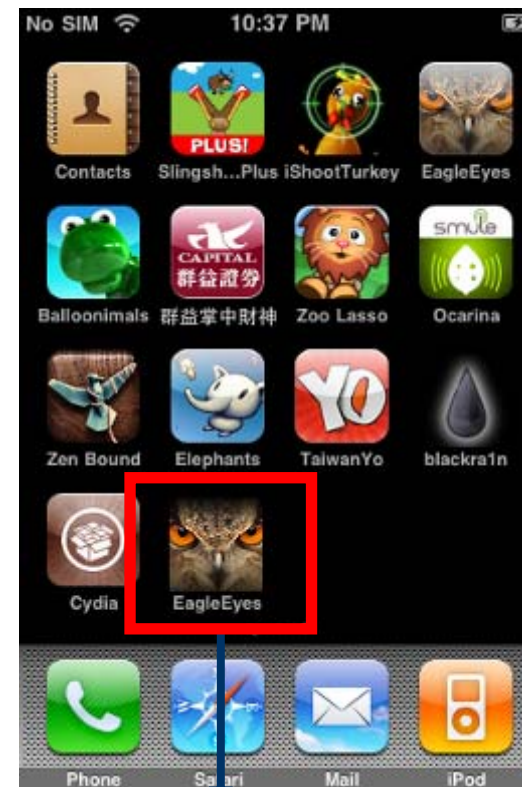 No SIM 10:37 PM
PLUS!
Contacts Slingsh...Plus iShootTurkey EagleEyes
smule
CAPITAL
群益證券
Balloonimals 群益掌中財神 Zoo Lasso Ocarina
YO
Zen Bound Elephants TaiwanYo blackra1n
Cydia EagleEyes
Phone Safari Mail iPod